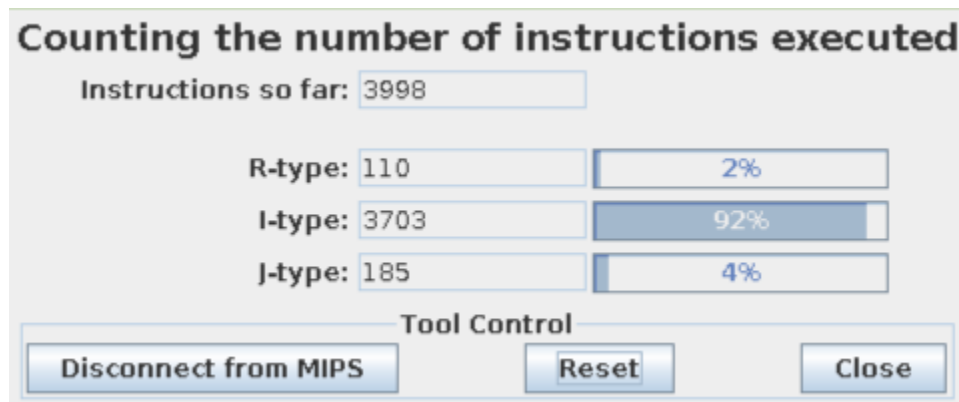 Counting the number of instructions executed
Instructions so far: 3998
R-type: 110 2%
I-type: 3703 92%
J-type: 185 4%
Tool Control
Disconnect from MIPS Reset Close